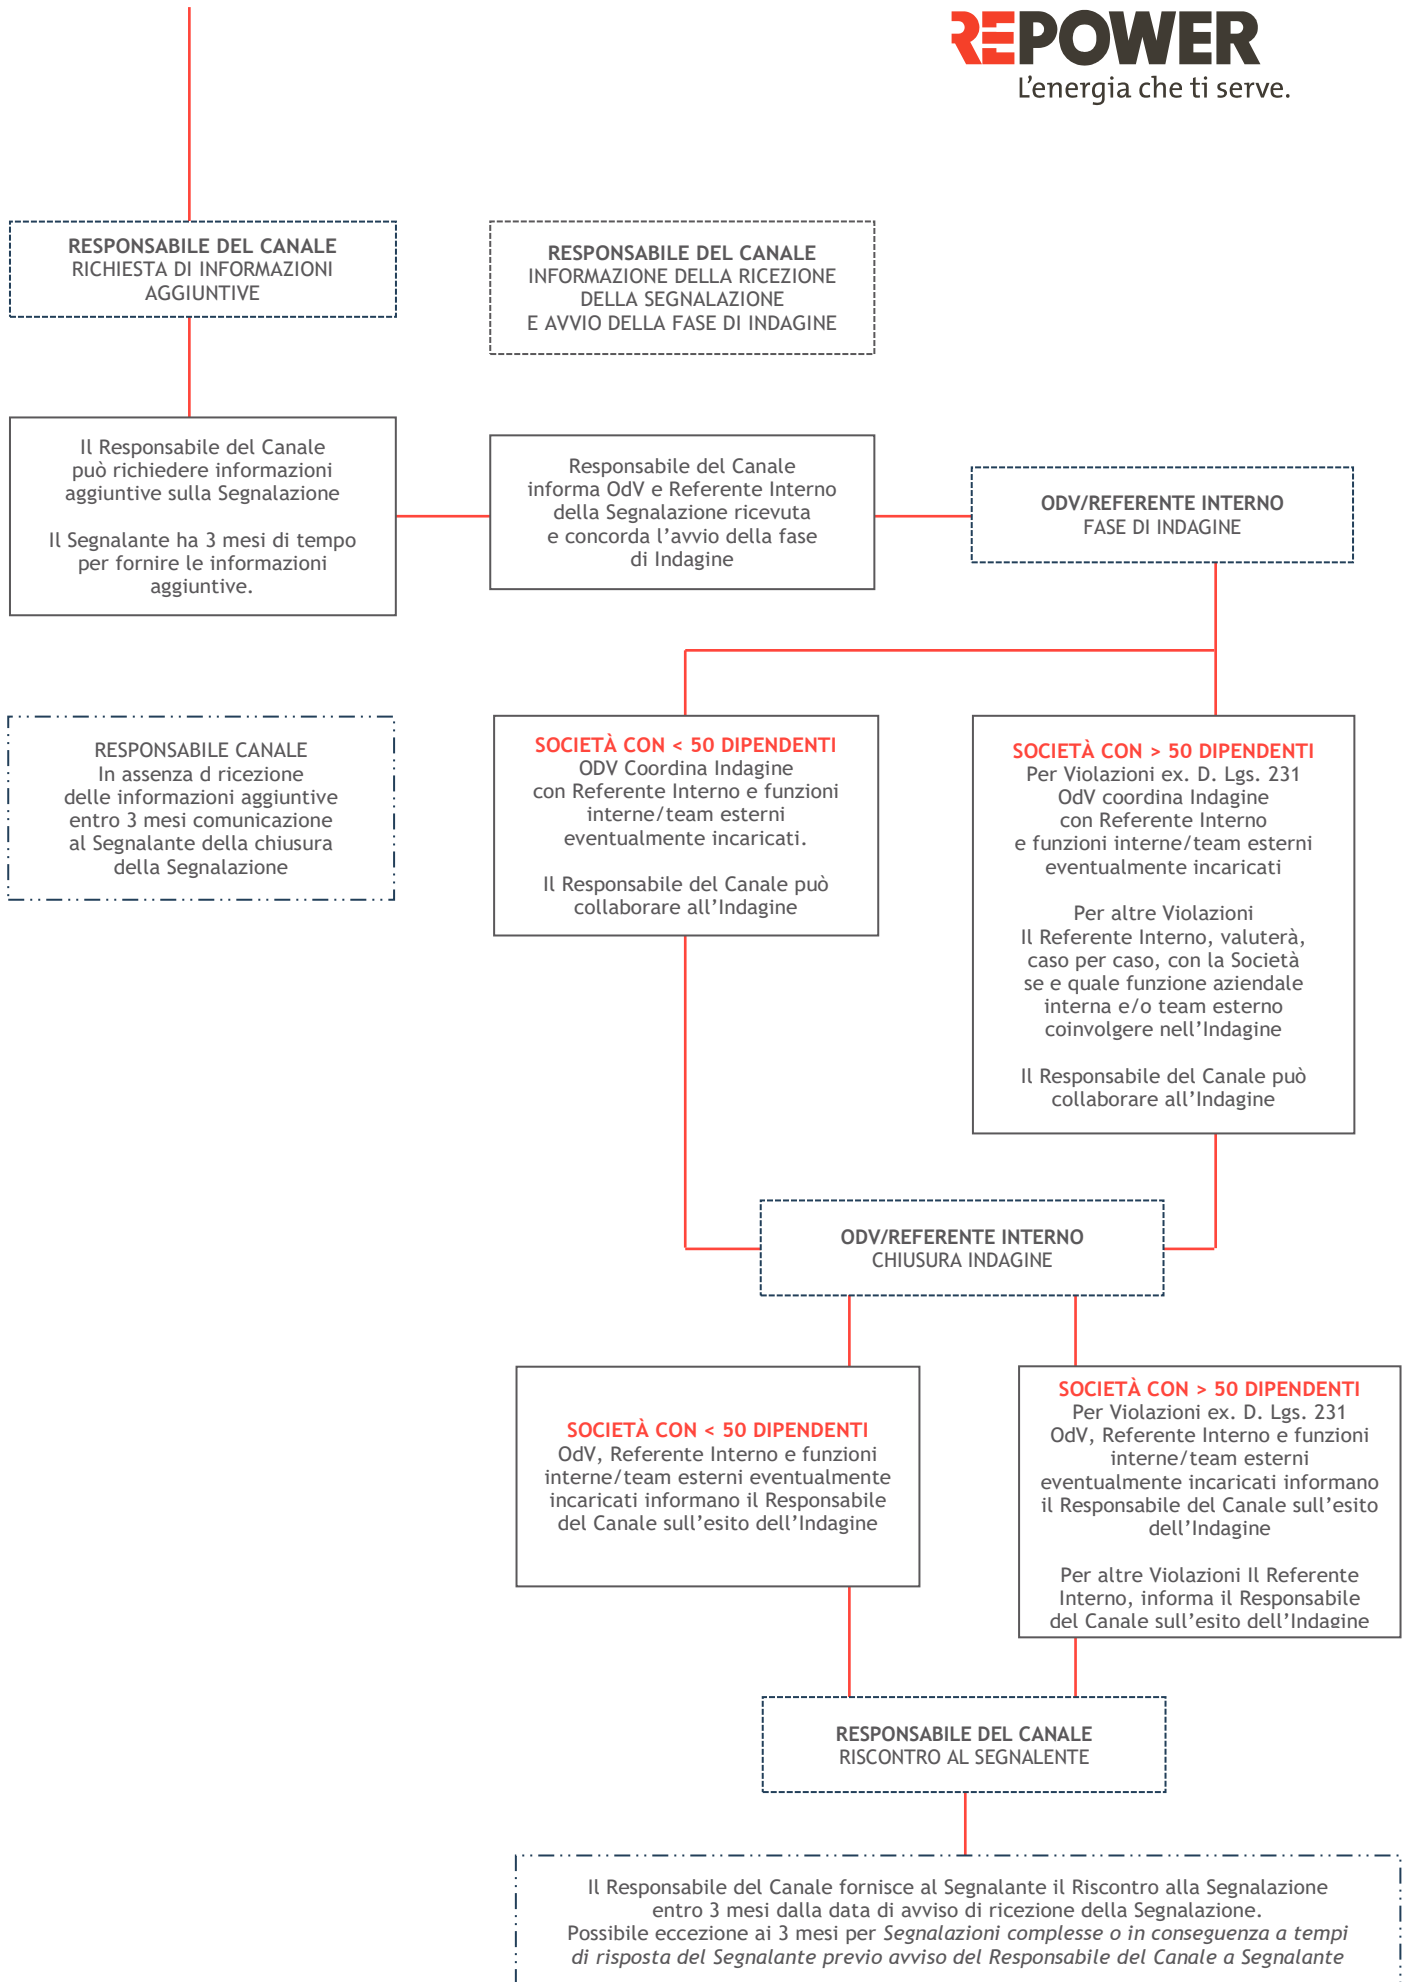 REPOWER
L'energia che ti serve.
RESPONSABILE DEL CANALE
RICHIESTA DI INFORMAZIONI
AGGIUNTIVE
RESPONSABILE DEL CANALE
INFORMAZIONE DELLA RICEZIONE
DELLA SEGNALAZIONE
E AVVIO DELLA FASE DI INDAGINE
Il Responsabile del Canale
può richiedere informazioni
aggiuntive sulla Segnalazione
Il Segnalante ha 3 mesi di tempo
per fornire le informazioni
aggiuntive.
Responsabile del Canale
informa OdV e Referente Interno
della Segnalazione ricevuta
e concorda l'avvio della fase
di Indagine
ODV/REFERENTE INTERNO
FASE DI INDAGINE
RESPONSABILE CANALE
In assenza d ricezione
delle informazioni aggiuntive
entro 3 mesi comunicazione
al Segnalante della chiusura
della Segnalazione
SOCIETÀ CON < 50 DIPENDENTI
ODV Coordina Indagine
con Referente Interno e funzioni
interne/team esterni
eventualmente incaricati.
Il Responsabile del Canale può
collaborare all'Indagine
SOCIETÀ CON > 50 DIPENDENTI
Per Violazioni ex. D. Lgs. 231
OdV coordina Indagine
con Referente Interno
e funzioni interne/team esterni
eventualmente incaricati
Per altre Violazioni
Il Referente Interno, valuterà,
caso per caso, con la Società
se e quale funzione aziendale
interna e/o team esterno
coinvolgere nell'Indagine
Il Responsabile del Canale può
collaborare all'Indagine
ODV/REFERENTE INTERNO
CHIUSURA INDAGINE
SOCIETÀ CON < 50 DIPENDENTI
OdV, Referente Interno e funzioni
interne/team esterni eventualmente
incaricati informano il Responsabile
del Canale sull'esito dell'Indagine
SOCIETÀ CON > 50 DIPENDENTI
Per Violazioni ex. D. Lgs. 231
OdV, Referente Interno e funzioni
interne/team esterni
eventualmente incaricati informano
il Responsabile del Canale sull'esito
dell'Indagine
Per altre Violazioni Il Referente
Interno, informa il Responsabile
del Canale sull'esito dell'Indagine
RESPONSABILE DEL CANALE
RISCONTRO AL SEGNALENTE
Il Responsabile del Canale fornisce al Segnalante il Riscontro alla Segnalazione
entro 3 mesi dalla data di avviso di ricezione della Segnalazione.
Possibile eccezione ai 3 mesi per Segnalazioni complesse o in conseguenza a tempi
di risposta del Segnalante previo avviso del Responsabile del Canale a Segnalante